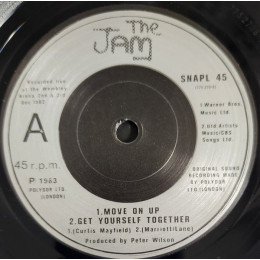 The
JAM
Recorded live
at the Wembley
Arena 2nd & 3rd
Dec 1982
SNAPL 45
1.Warner Bros
Music Ltd
2.Old Artists
Music/CBS
Songs Ltd
A
45 r.p.m.
P 1983
POLYDOR LTD.
(LONDON)
ORIGINAL SOUND
RECORDING MADE
BY POLYDOR
LTD.(LONDON)
1.MOVE ON UP
2.GET YOURSELF TOGETHER
1.(Curtis Mayfield) 2.(Marriott/Lane)
Produced by Peter Wilson